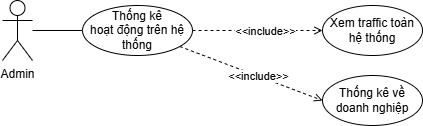 Thống kê
hoạt động trên hệ
thống
Admin
<<include>>
Xem traffic toàn
hệ thống
<<include>>
Thống kê về
doanh nghiệp